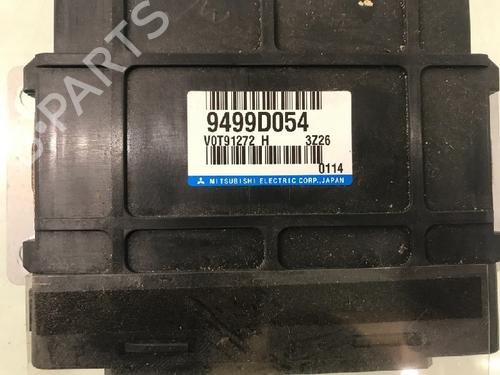 B-PARTS
9499D054
V0T91272 H 3Z26
0114
MITSUBISHI ELECTRIC CORP.,JAPAN